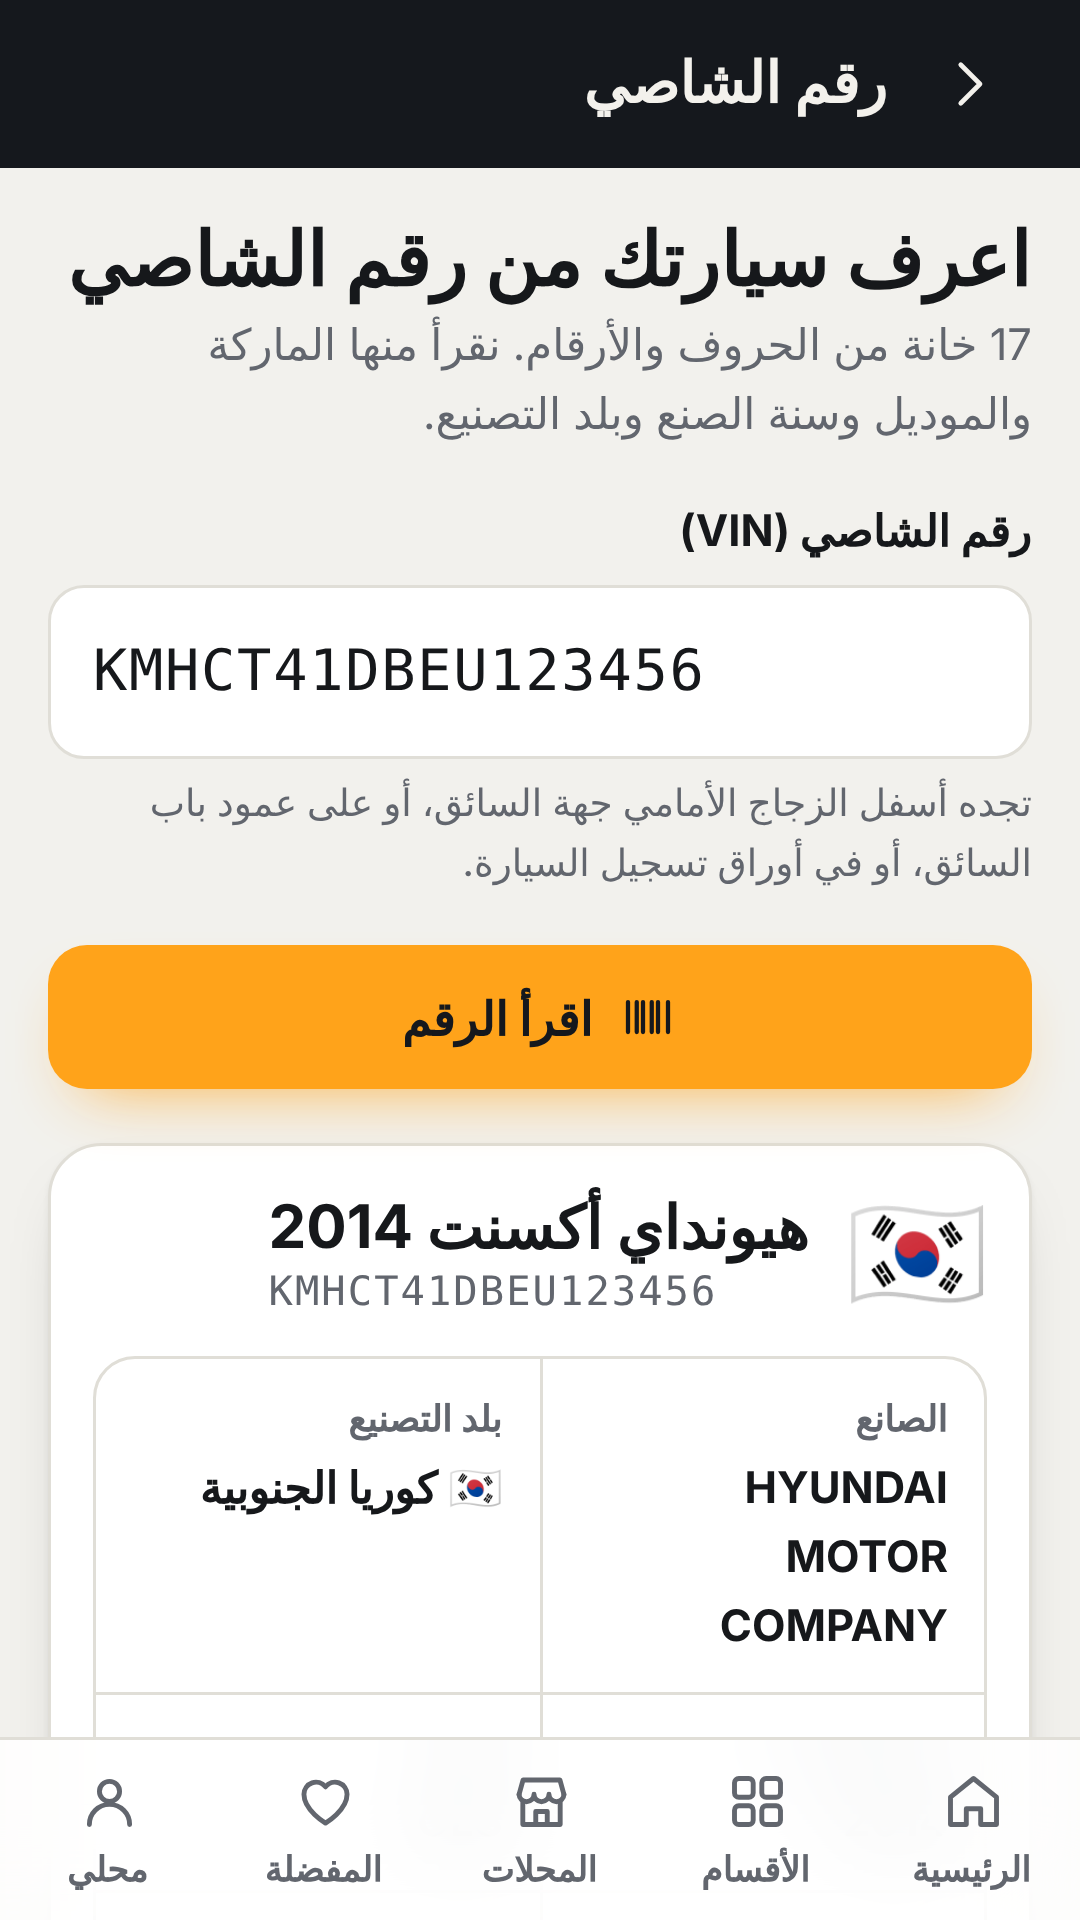 رقم الشاصي
اعرف سيارتك من رقم الشاصي
17 خانة من الحروف والأرقام. نقرأ منها الماركة
والموديل وسنة الصنع وبلد التصنيع.
رقم الشاصي (VIN)
KMHCT41DBEU123456
تجده أسفل الزجاج الأمامي جهة السائق، أو على عمود باب
السائق، أو في أوراق تسجيل السيارة.
اقرأ الرقم
هيونداي أكسنت 2014
KMHCT41DBEU123456
الصانع
HYUNDAI
MOTOR
COMPANY
بلد التصنيع
كوريا الجنوبية
الرئيسية
الأقسام
المحلات
المفضلة
محلي